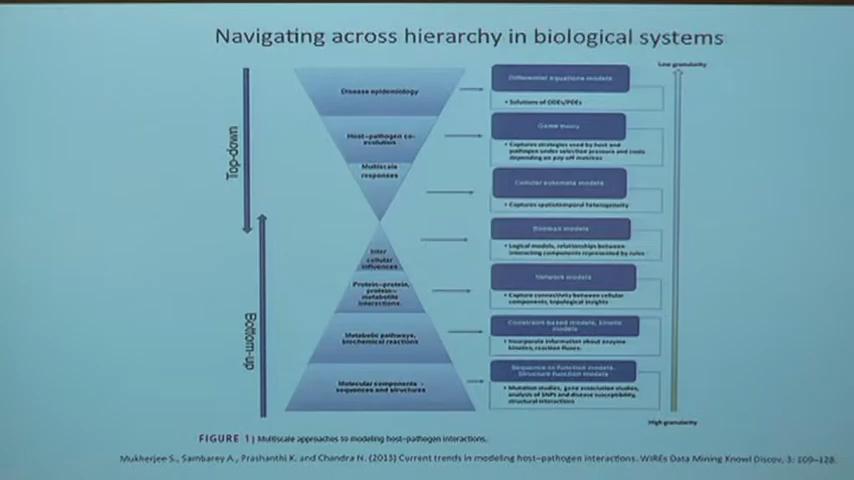 Navigating across hierarchy in biological systems
Low granularity
Top-down
Bottom-up
Disease epidemiology
Host-pathogen co-
evolution
Multiscale
responses
Inter
cellular
influences
Protein-protein,
protein-
metabolite
interactions.
Metabolic pathways,
biochemical reactions
Molecular components -
sequences and structures
Differential equations models
• Solutions of ODEs/PDEs
Game theory
• Captures strategies used by host and
pathogen under selection pressure and costs
depending on pay off matrices
Cellular automata models
• Captures spatiotemporal heterogeneity
Boolean models
• Logical models, relationships between
interacting components represented by rules
Network models
• Capture connectivity between cellular
components, topological insights
Constraint based models, kinetic
models
• Incorporate information about enzyme
kinetics, reaction fluxes.
Sequence to Function models,
Structure function models
• Mutation studies, gene association studies,
analysis of SNPs and disease susceptibility,
structural interactions
High granularity
FIGURE 1 | Multiscale approaches to modeling host-pathogen interactions.
Mukherjee S., Sambarey A., Prashanthi K. and Chandra N. (2013) Current trends in modeling host-pathogen interactions. WIREs Data Mining Knowl Discov, 3: 109-128.